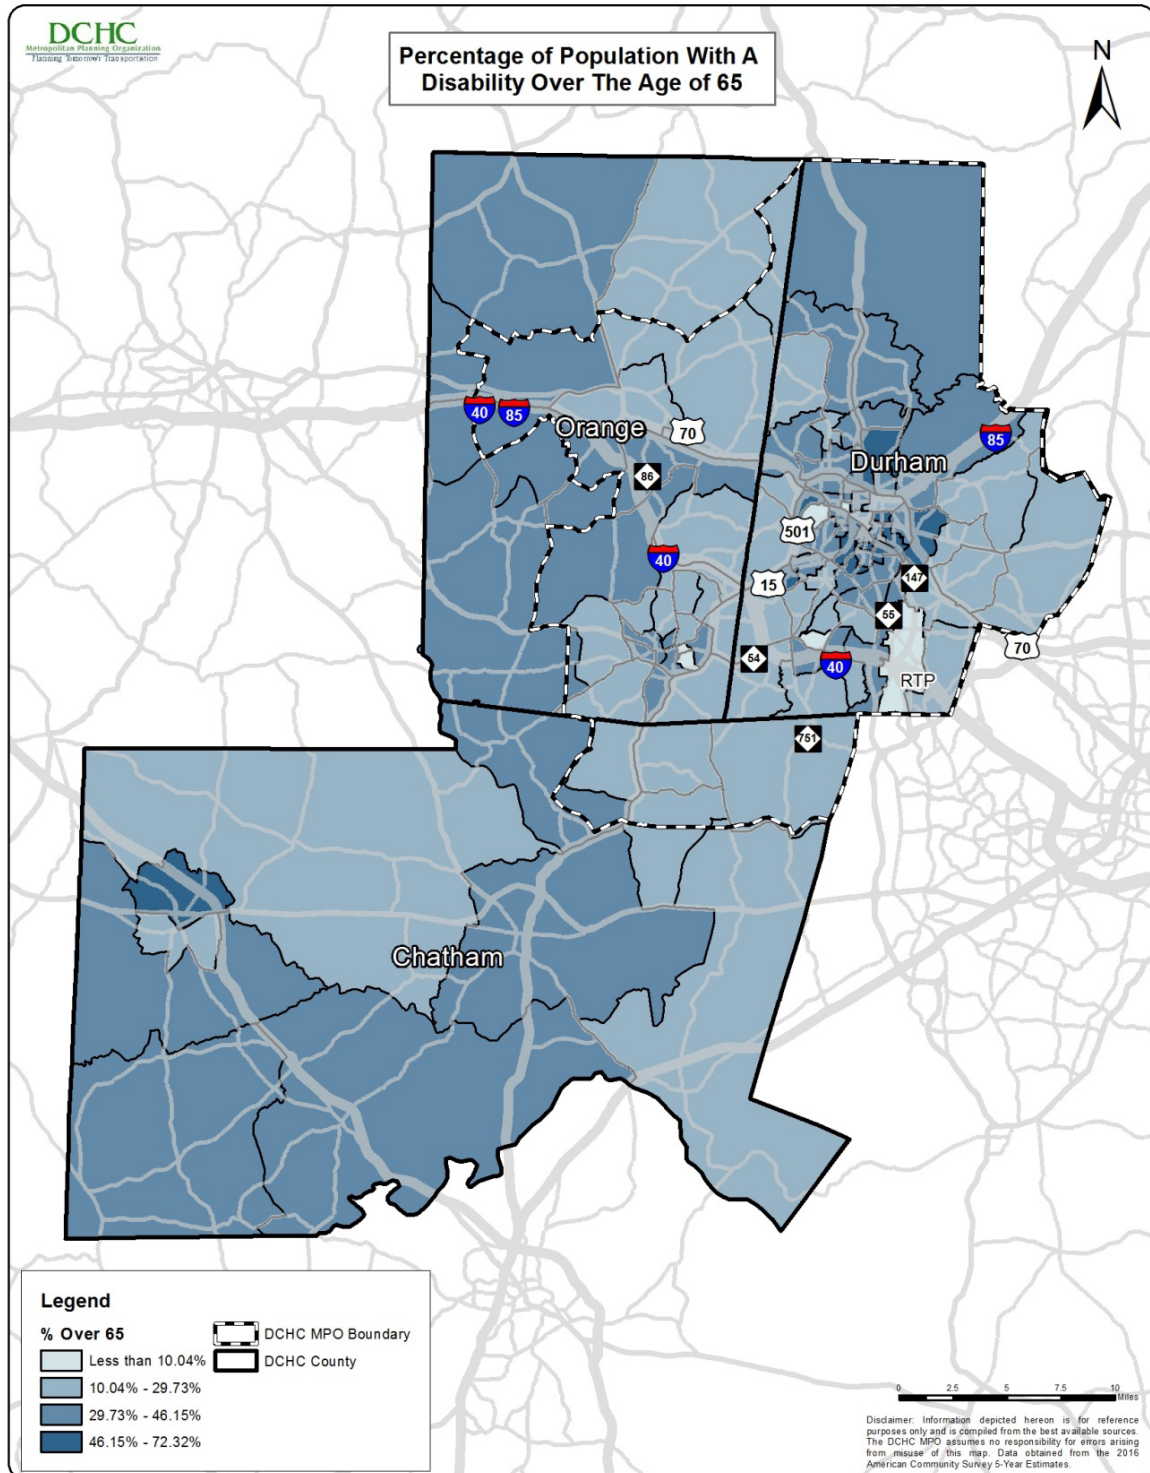 DCHC
Metropolitan Planning Organization
Planning Tomorrow's Transportation
Percentage of Population With A
Disability Over The Age of 65
N
40
85
Orange
70
86
Durham
85
501
40
15
147
55
54
40
70
RTP
751
Chatham
Legend
% Over 65
Less than 10.04%
10.04% - 29.73%
29.73% - 46.15%
46.15% - 72.32%
DCHC MPO Boundary
DCHC County
0 2.5 5 7.5 10
Miles
Disclaimer: Information depicted hereon is for reference
purposes only and is compiled from the best available sources.
The DCHC MPO assumes no responsibility for errors arising
from misuse of this map. Data obtained from the 2016
American Community Survey 5-Year Estimates.